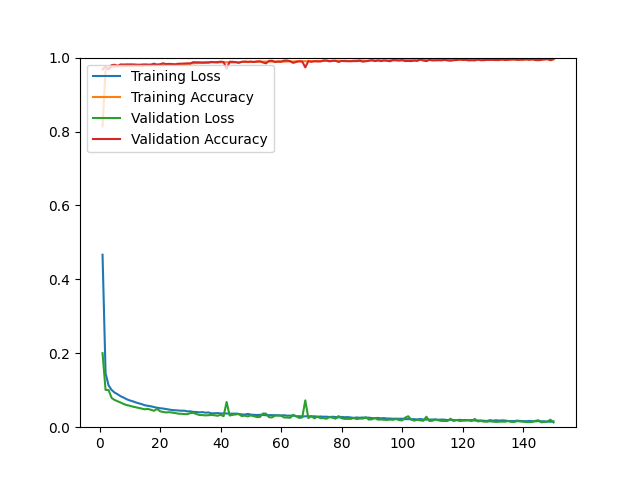 1.0
0.8
0.6
0.4
0.2
0.0
Training Loss
Training Accuracy
Validation Loss
Validation Accuracy
0 20 40 60 80 100 120 140